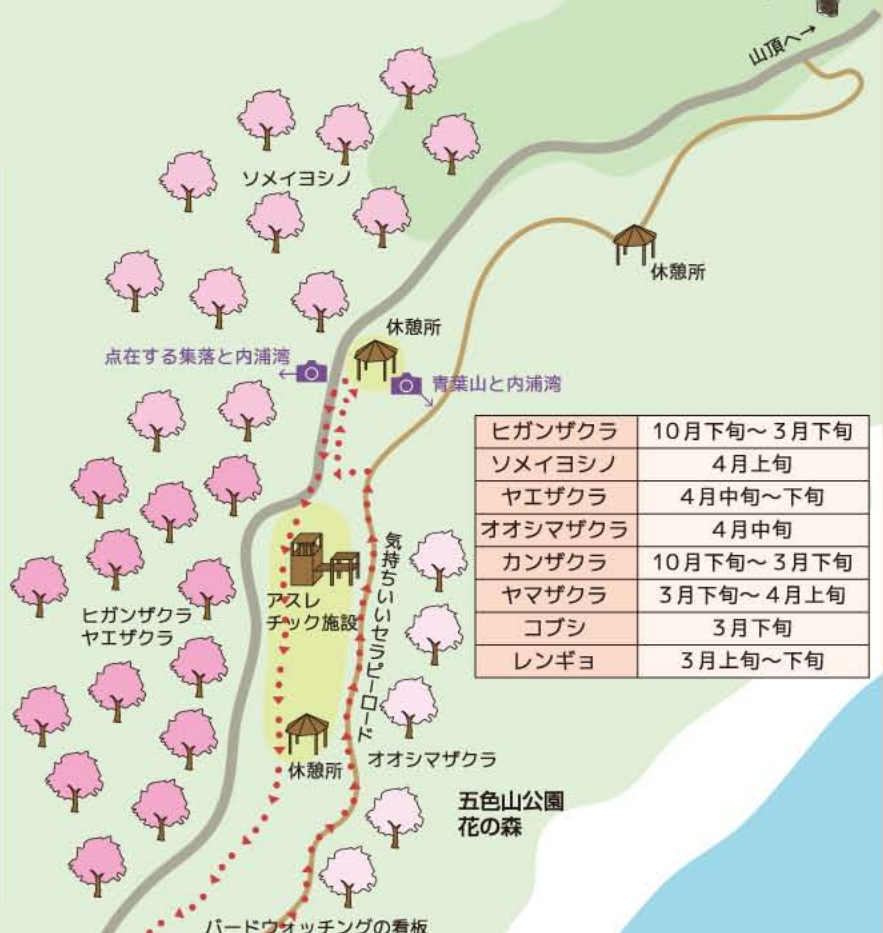 山頂へ→
ソメイヨシノ
休憩所
休憩所
点在する集落と内浦湾
青葉山と内浦湾
ヒガンザクラ 10月下旬〜3月下旬
ソメイヨシノ 4月上旬
ヤエザクラ 4月中旬〜下旬
オオシマザクラ 4月中旬
カンザクラ 10月下旬〜3月下旬
ヤマザクラ 3月下旬〜4月上旬
コブシ 3月下旬
レンギョ 3月上旬〜下旬
気持ちいいセラピーロード
アスレ
チック施設
ヒガンザクラ
ヤエザクラ
休憩所
オオシマザクラ
五色山公園
花の森
バードウォッチングの看板